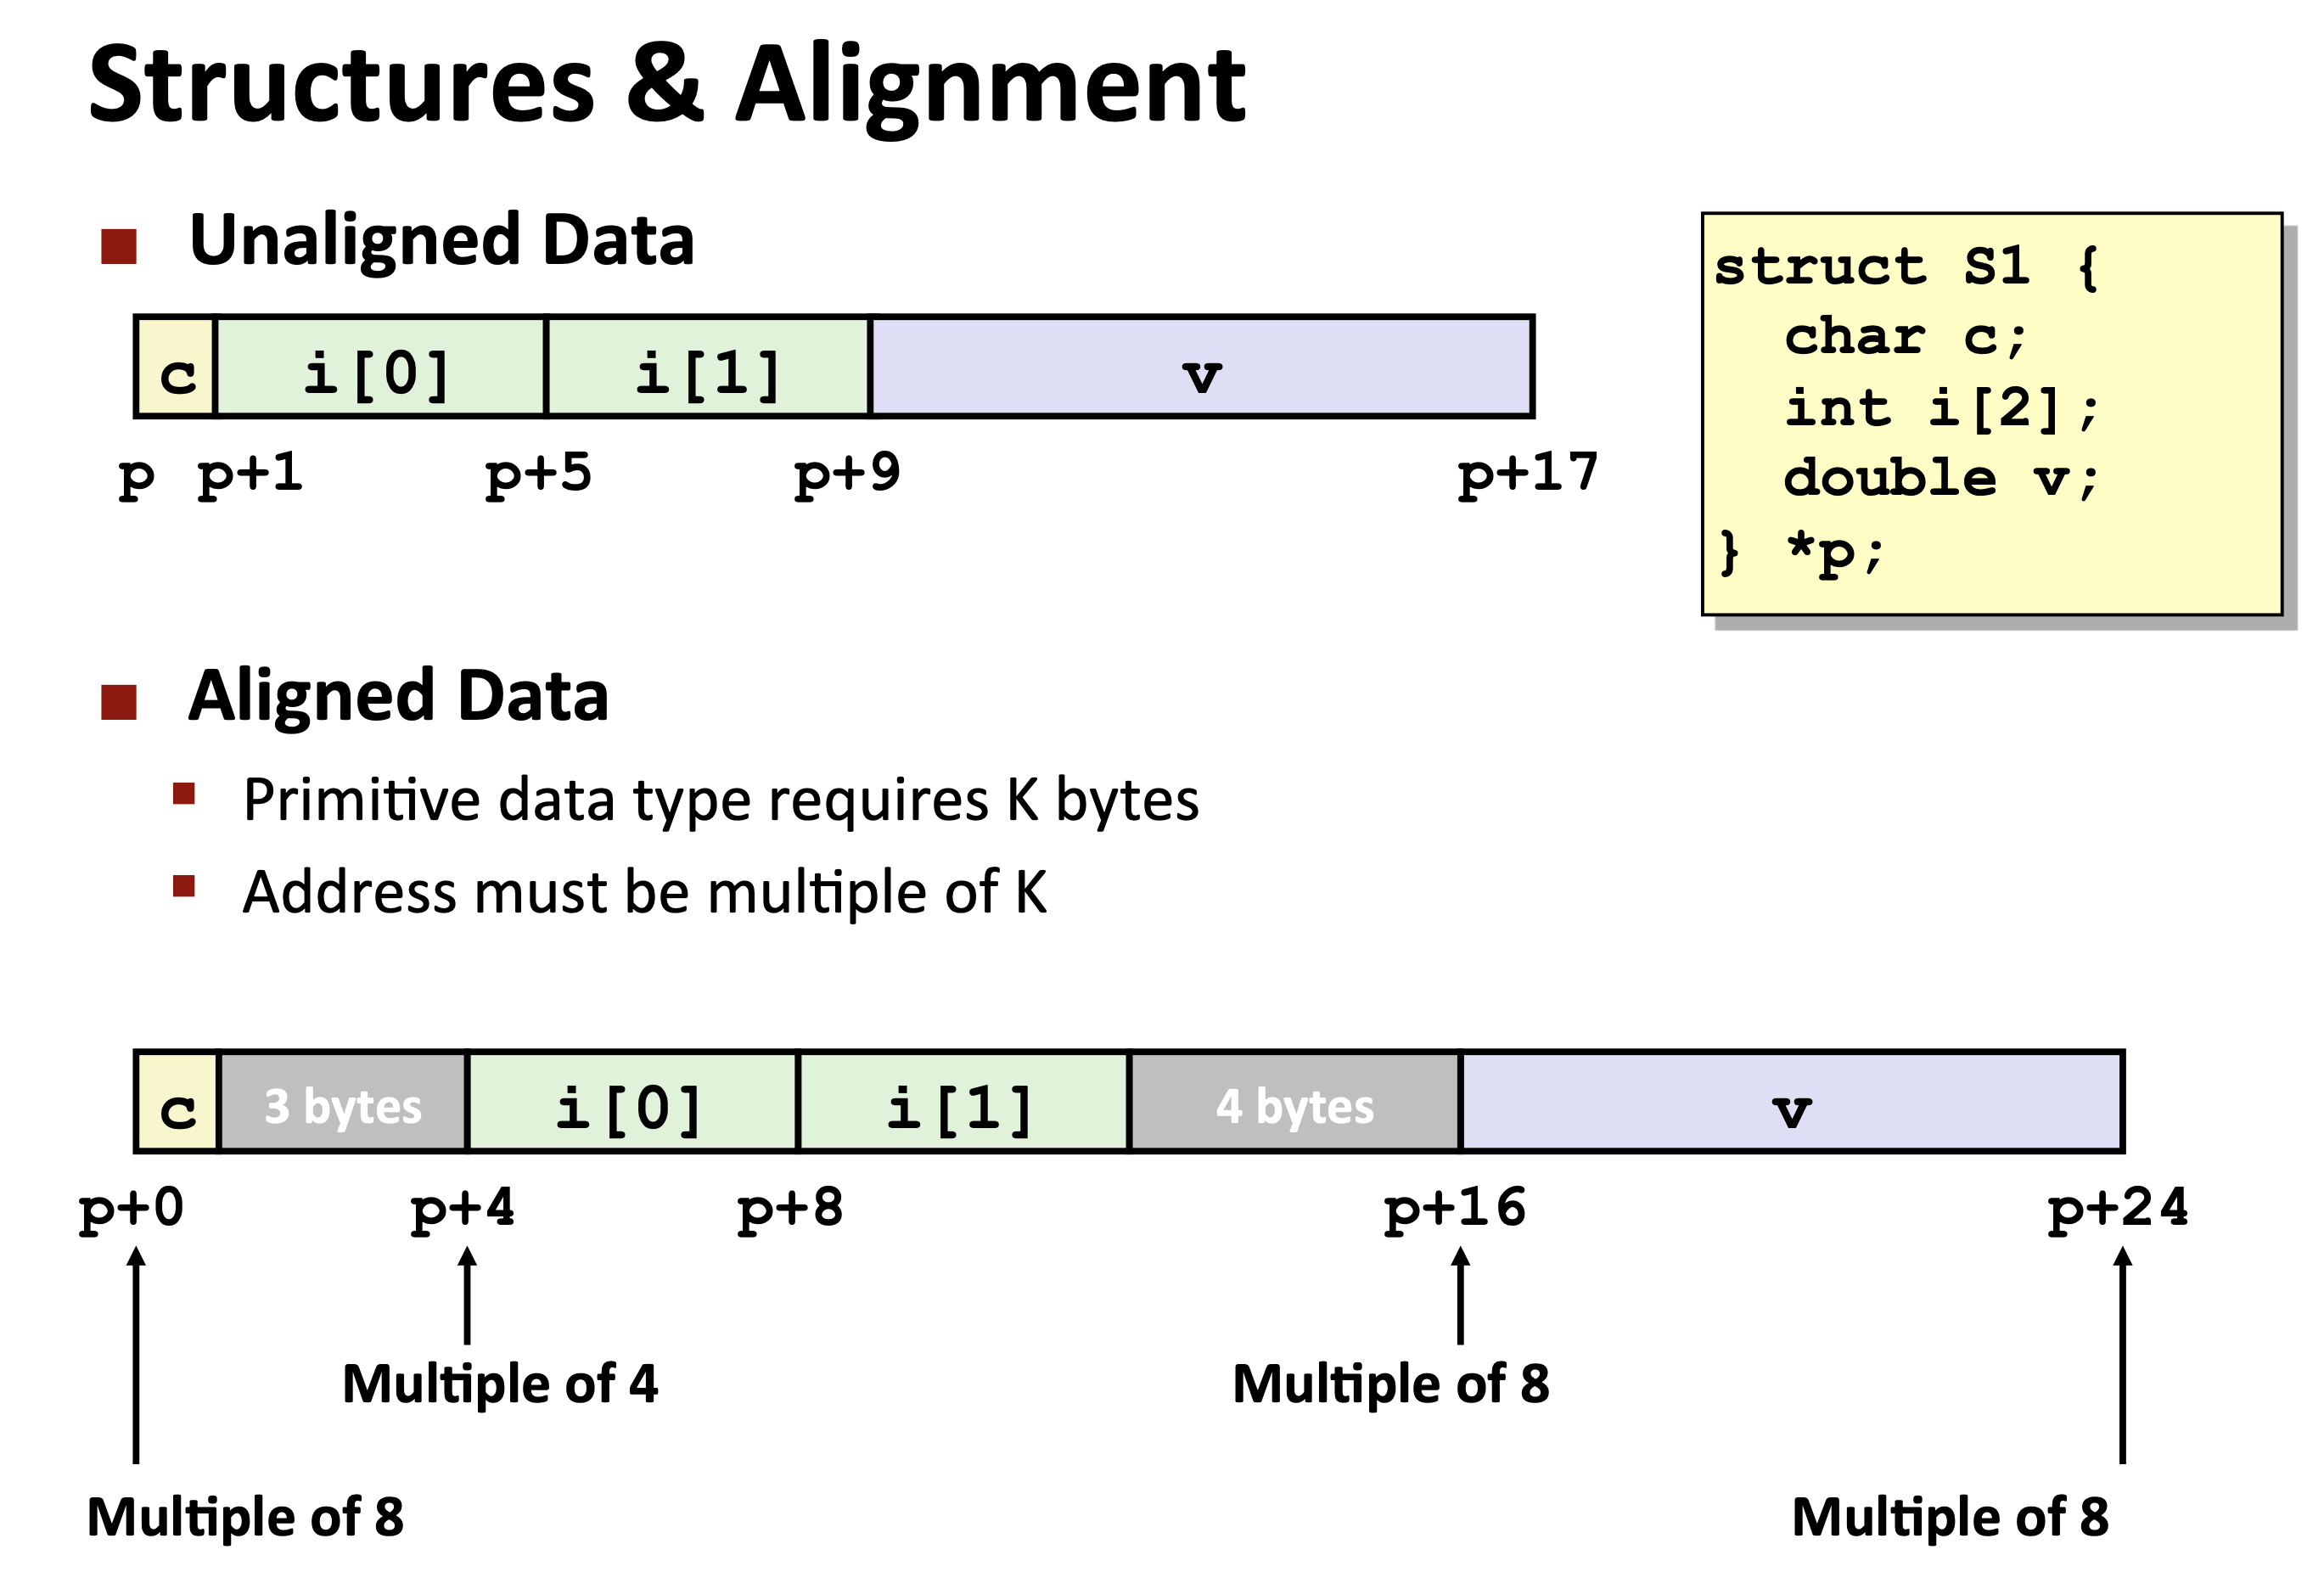 Structures & Alignment
Unaligned Data
c i[0] i[1] v
p p+1 p+5 p+9 p+17
struct S1 {
char c;
int i[2];
double v;
} *p;
Aligned Data
Primitive data type requires K bytes
Address must be multiple of K
c 3 bytes i[0] i[1] 4 bytes v
p+0 p+4 p+8 p+16 p+24
Multiple of 4 Multiple of 8
Multiple of 8 Multiple of 8